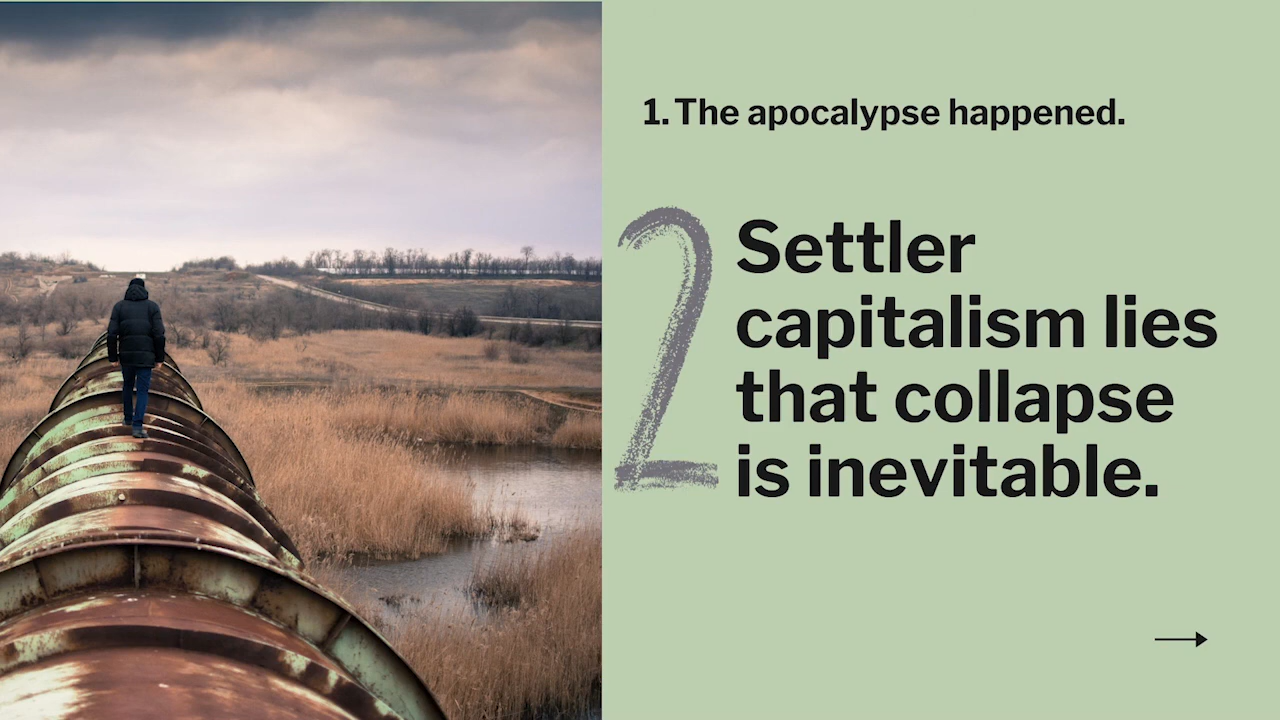 1. The apocalypse happened.
2
Settler
capitalism lies
that collapse
is inevitable.